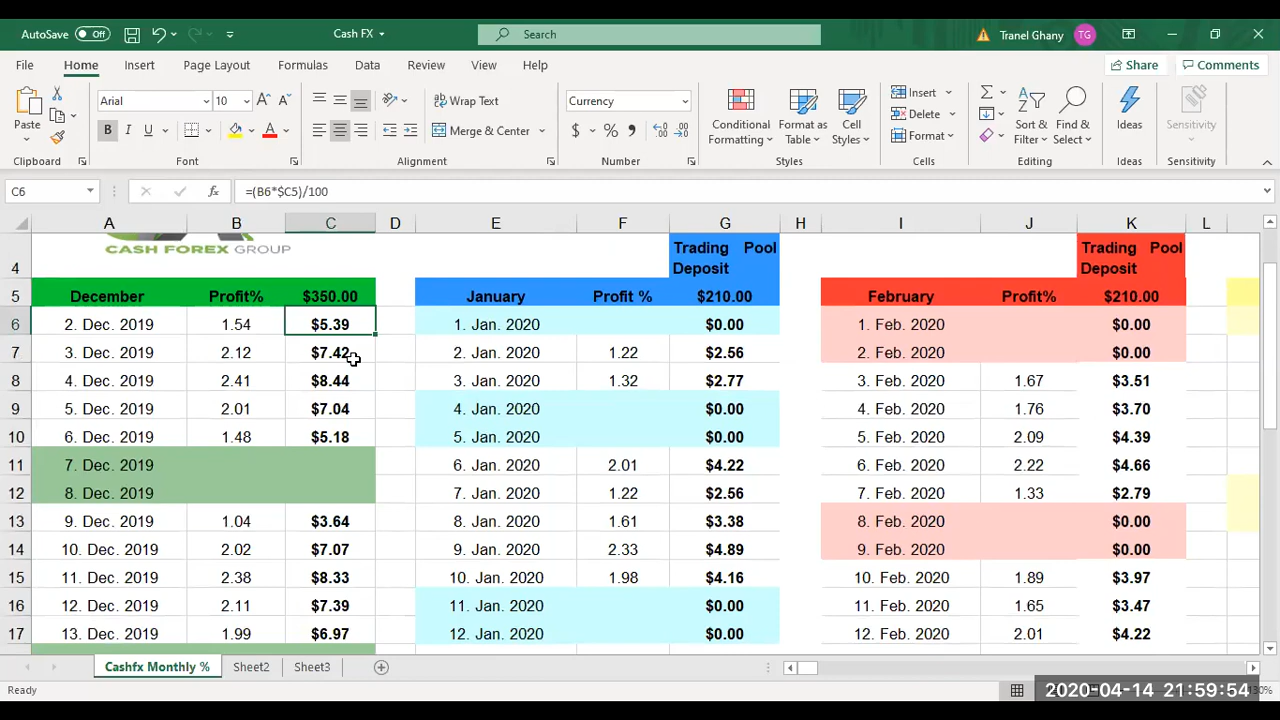 AutoSave Off Cash FX Search Tranel Ghany TG
File Home Insert Page Layout Formulas Data Review View Help Share Comments
Paste Arial 10 Wrap Text Currency Conditional Formatting Format as Table Cell Styles Insert Sort & Filter Find & Select Ideas Sensitivity
B I U A Merge & Center $ % Delete Format
Clipboard Font Alignment Number Styles Cells Editing Ideas Sensitivity
C6 fx =(B6*$C5)/100
A B C D E F G H I J K L
4 CASH FOREX GROUP Trading Pool Deposit Trading Pool Deposit
5 December Profit% $350.00 January Profit % $210.00 February Profit% $210.00
6 2. Dec. 2019 1.54 $5.39 1. Jan. 2020 $0.00 1. Feb. 2020 $0.00
7 3. Dec. 2019 2.12 $7.42 2. Jan. 2020 1.22 $2.56 2. Feb. 2020 $0.00
8 4. Dec. 2019 2.41 $8.44 3. Jan. 2020 1.32 $2.77 3. Feb. 2020 1.67 $3.51
9 5. Dec. 2019 2.01 $7.04 4. Jan. 2020 $0.00 4. Feb. 2020 1.76 $3.70
10 6. Dec. 2019 1.48 $5.18 5. Jan. 2020 $0.00 5. Feb. 2020 2.09 $4.39
11 7. Dec. 2019 6. Jan. 2020 2.01 $4.22 6. Feb. 2020 2.22 $4.66
12 8. Dec. 2019 7. Jan. 2020 1.22 $2.56 7. Feb. 2020 1.33 $2.79
13 9. Dec. 2019 1.04 $3.64 8. Jan. 2020 1.61 $3.38 8. Feb. 2020 $0.00
14 10. Dec. 2019 2.02 $7.07 9. Jan. 2020 2.33 $4.89 9. Feb. 2020 $0.00
15 11. Dec. 2019 2.38 $8.33 10. Jan. 2020 1.98 $4.16 10. Feb. 2020 1.89 $3.97
16 12. Dec. 2019 2.11 $7.39 11. Jan. 2020 $0.00 11. Feb. 2020 1.65 $3.47
17 13. Dec. 2019 1.99 $6.97 12. Jan. 2020 $0.00 12. Feb. 2020 2.01 $4.22
Cashfx Monthly % Sheet2 Sheet3
Ready 2020-04-14 21:59:54